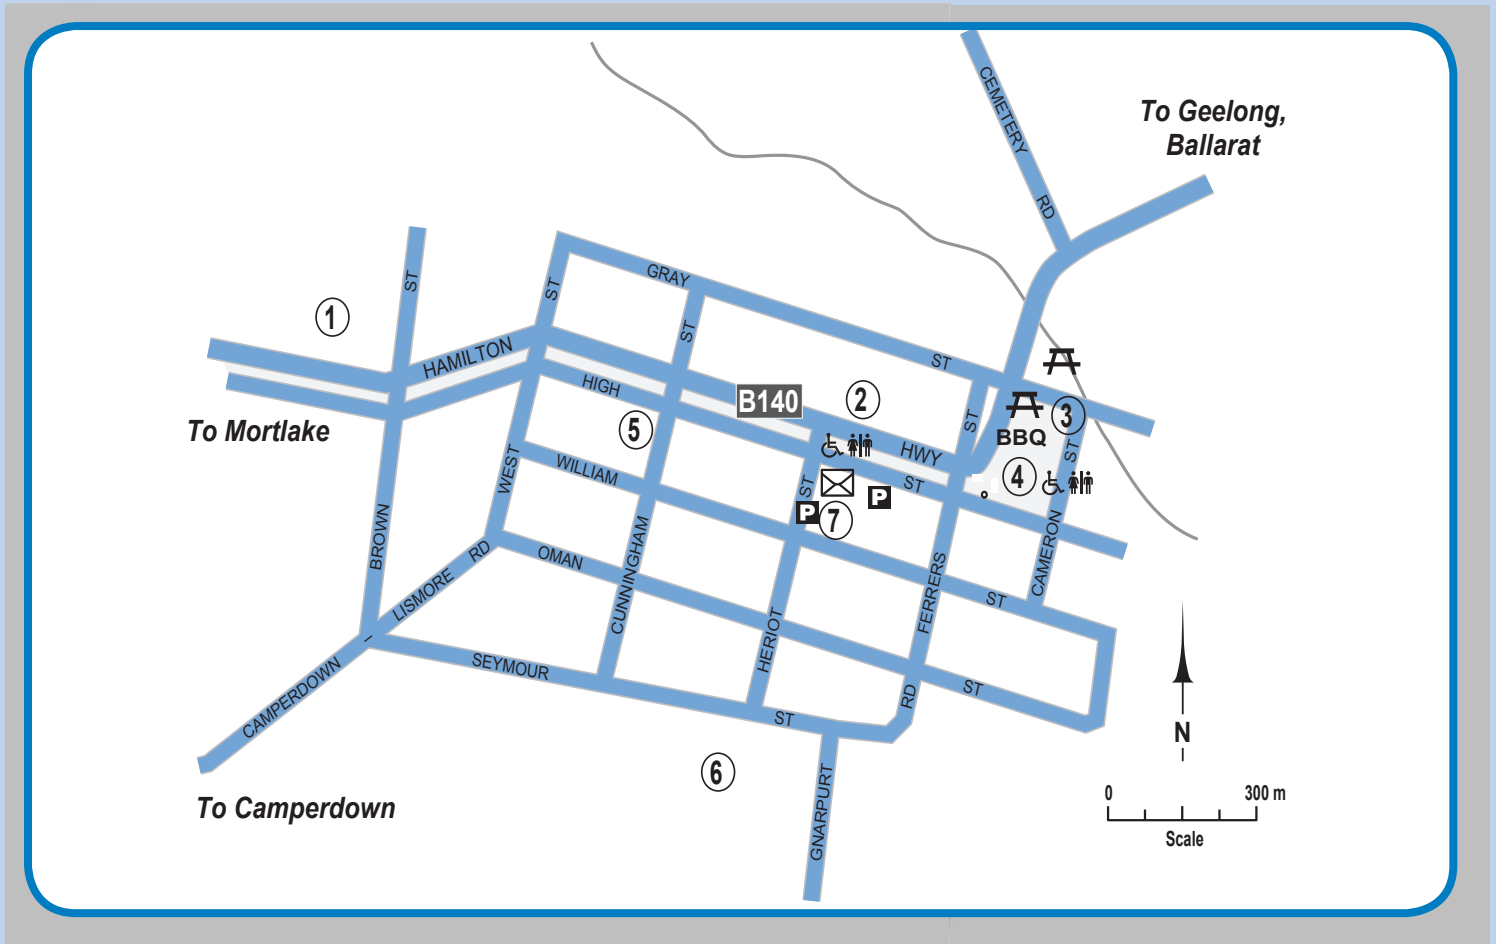 CEMETERY
RD
To Geelong,
Ballarat
ST
ST
GRAY
ST
ST
1
HAMILTON
HIGH
B140
2
3
ST
BBQ
ST
To Mortlake
5
HWY
WEST
WILLIAM
ST
ST
4
P
P
7
BROWN
RD
LISMORE
OMAN
CUNNINGHAM
CAMERON
FERRERS
ST
HERIOT
SEYMOUR
CAMPERDOWN
ST
RD
ST
N
6
GNARPURT
To Camperdown
0 300 m
Scale